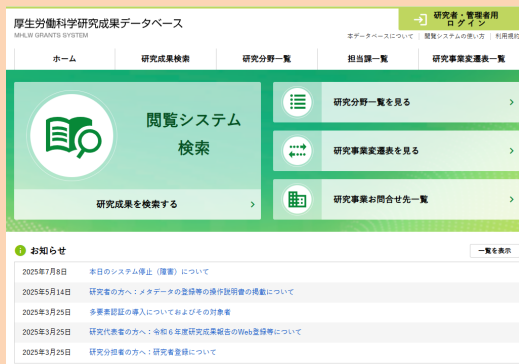 厚生労働科学研究成果データベース
MHLW GRANTS SYSTEM
研究者・管理者用
ログイン
本データベースについて 閲覧システムの使い方 利用規約
ホーム 研究成果検索 研究分野一覧 担当課一覧 研究事業変遷表一覧
閲覧システム
検索
研究成果を検索する
研究分野一覧を見る
研究事業変遷表を見る
研究事業お問合せ先一覧
お知らせ 一覧を表示
2025年7月8日 本日のシステム停止（障害）について
2025年5月14日 研究者の方へ：メタデータの登録等の操作説明書の掲載について
2025年3月25日 多要素認証の導入についておよびその対象者
2025年3月25日 研究代表者の方へ：令和６年度研究成果報告のWeb登録等について
2025年3月25日 研究分担者の方へ：研究者登録について